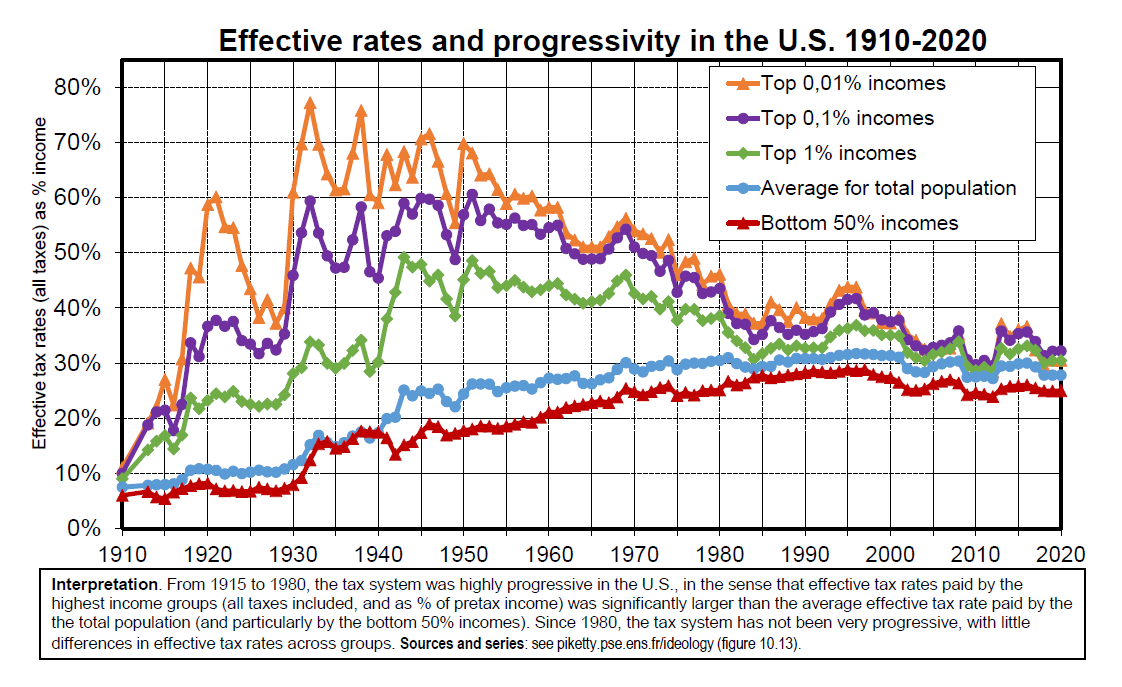 Effective rates and progressivity in the U.S. 1910-2020
Effective tax rates (all taxes) as % income
80%
70%
60%
50%
40%
30%
20%
10%
0%
Top 0,01% incomes
Top 0,1% incomes
Top 1% incomes
Average for total population
Bottom 50% incomes
1910 1920 1930 1940 1950 1960 1970 1980 1990 2000 2010 2020
Interpretation. From 1915 to 1980, the tax system was highly progressive in the U.S., in the sense that effective tax rates paid by the
highest income groups (all taxes included, and as % of pretax income) was significantly larger than the average effective tax rate paid by the
the total population (and particularly by the bottom 50% incomes). Since 1980, the tax system has not been very progressive, with little
differences in effective tax rates across groups. Sources and series: see piketty.pse.ens.fr/ideology (figure 10.13).